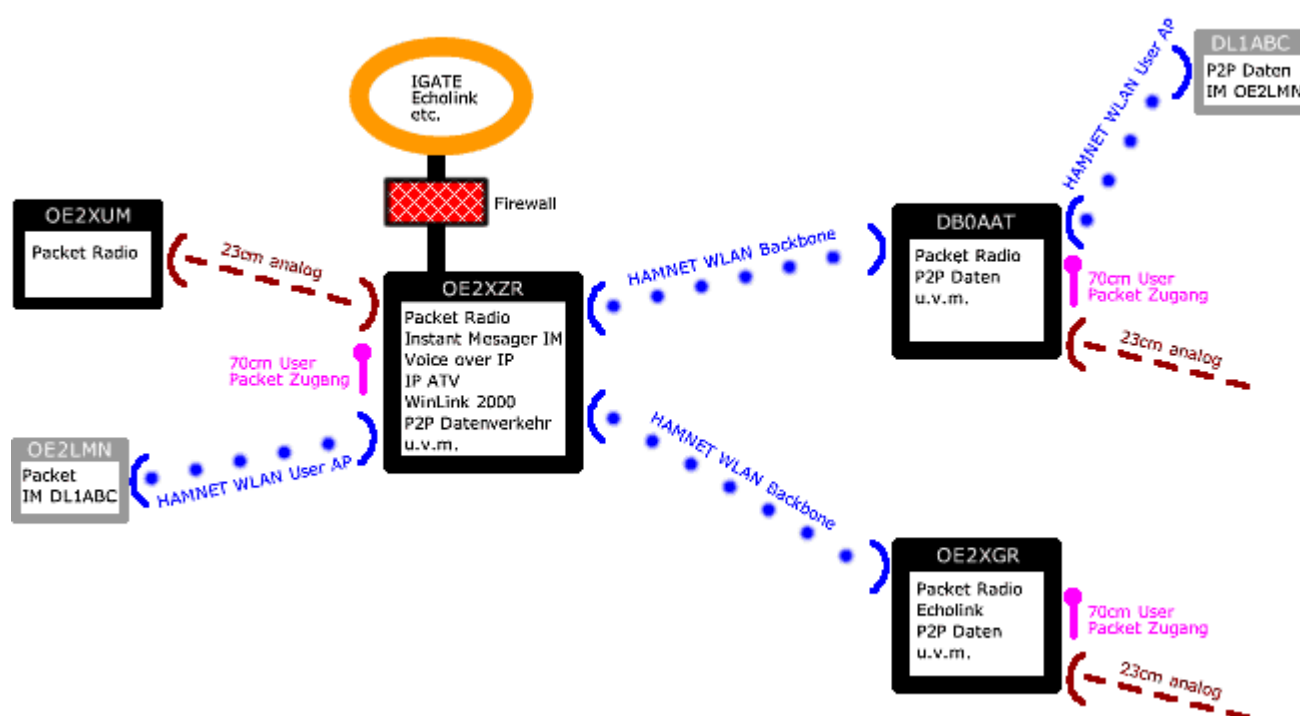 IGATE
Echolink
etc.
Firewall
OE2XUM
Packet Radio
23cm analog
OE2XZR
Packet Radio
Instant Mesager IM
Voice over IP
IP ATV
WinLink 2000
P2P Datenverkehr
u.v.m.
70cm User
Packet Zugang
OE2LMN
Packet
IM DL1ABC
HAMNET WLAN User AP
HAMNET WLAN Backbone
DB0AAT
Packet Radio
P2P Daten
u.v.m.
HAMNET WLAN User AP
DL1ABC
P2P Daten
IM OE2LMN
70cm User
Packet Zugang
23cm analog
HAMNET WLAN Backbone
OE2XGR
Packet Radio
Echolink
P2P Daten
u.v.m.
70cm User
Packet Zugang
23cm analog